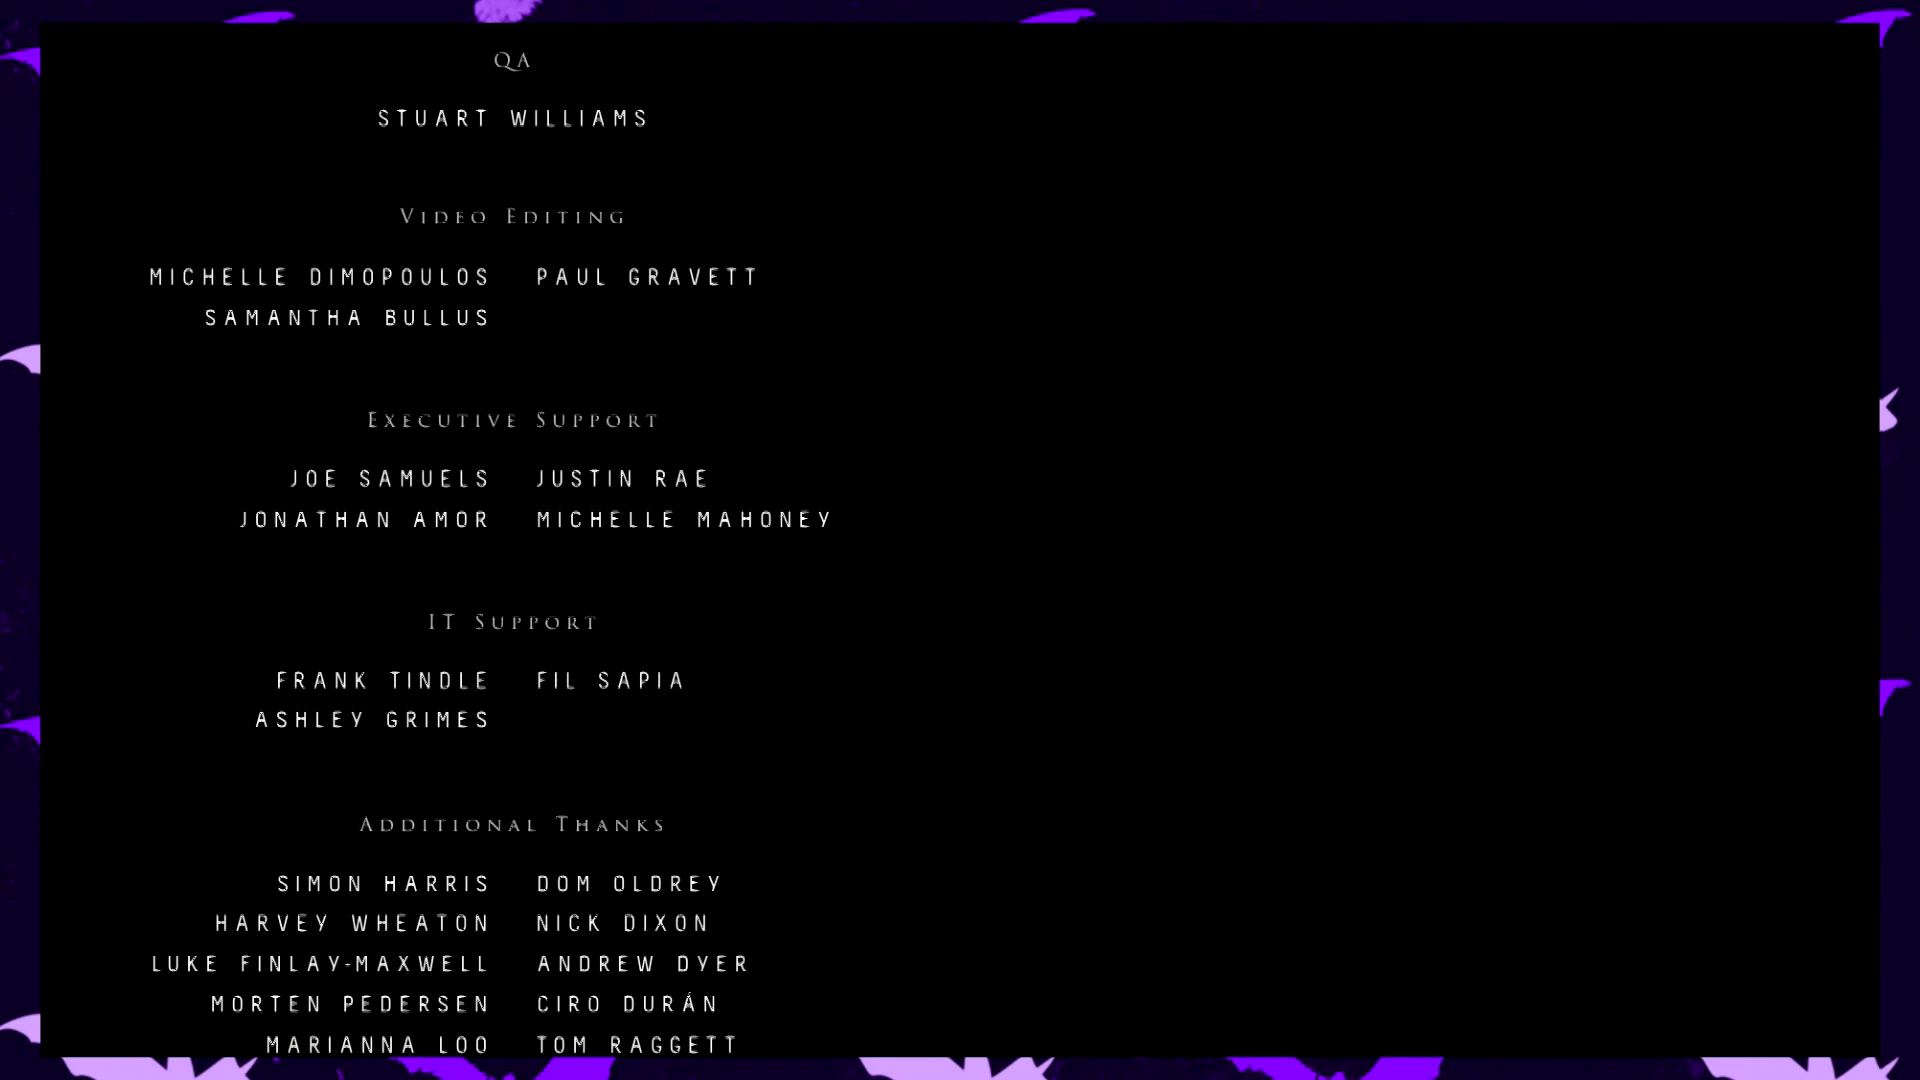 QA
STUART WILLIAMS
VIDEO EDITING
MICHELLE DIMOPOULOS PAUL GRAVETT
SAMANTHA BULLUS
EXECUTIVE SUPPORT
JOE SAMUELS JUSTIN RAE
JONATHAN AMOR MICHELLE MAHONEY
IT SUPPORT
FRANK TINDLE FIL SAPIA
ASHLEY GRIMES
ADDITIONAL THANKS
SIMON HARRIS DOM OLDREY
HARVEY WHEATON NICK DIXON
LUKE FINLAY-MAXWELL ANDREW DYER
MORTEN PEDERSEN CIRO DURÁN
MARIANNA LOO TOM RAGGETT